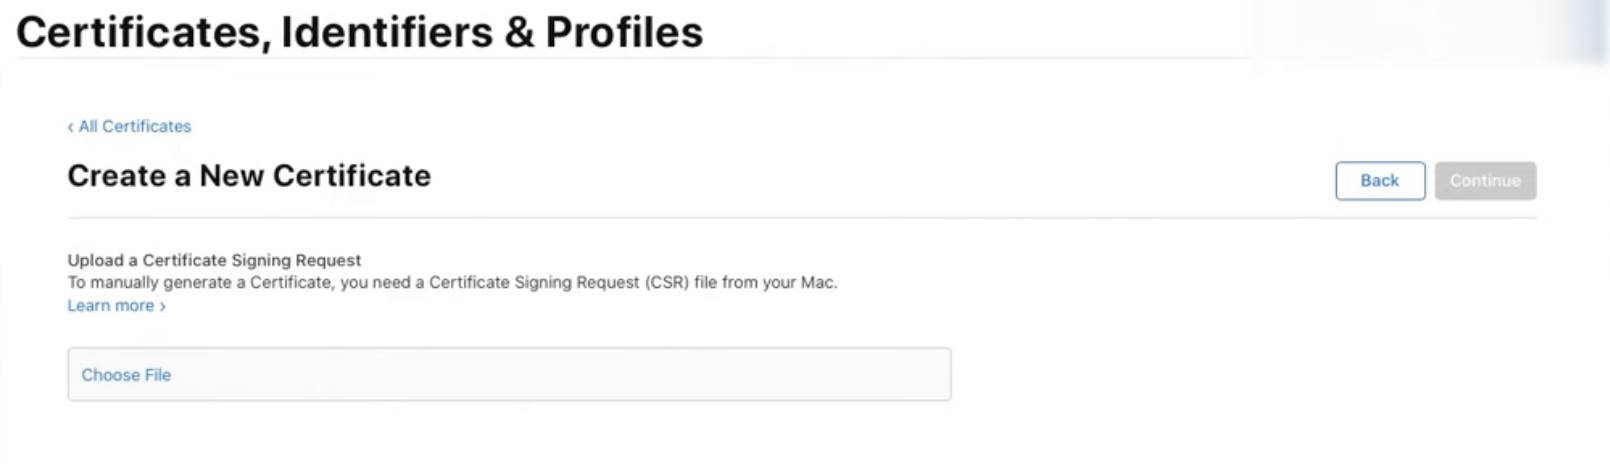 Certificates, Identifiers & Profiles
‹ All Certificates
Create a New Certificate
Back
Continue
Upload a Certificate Signing Request
To manually generate a Certificate, you need a Certificate Signing Request (CSR) file from your Mac.
Learn more ›
Choose File